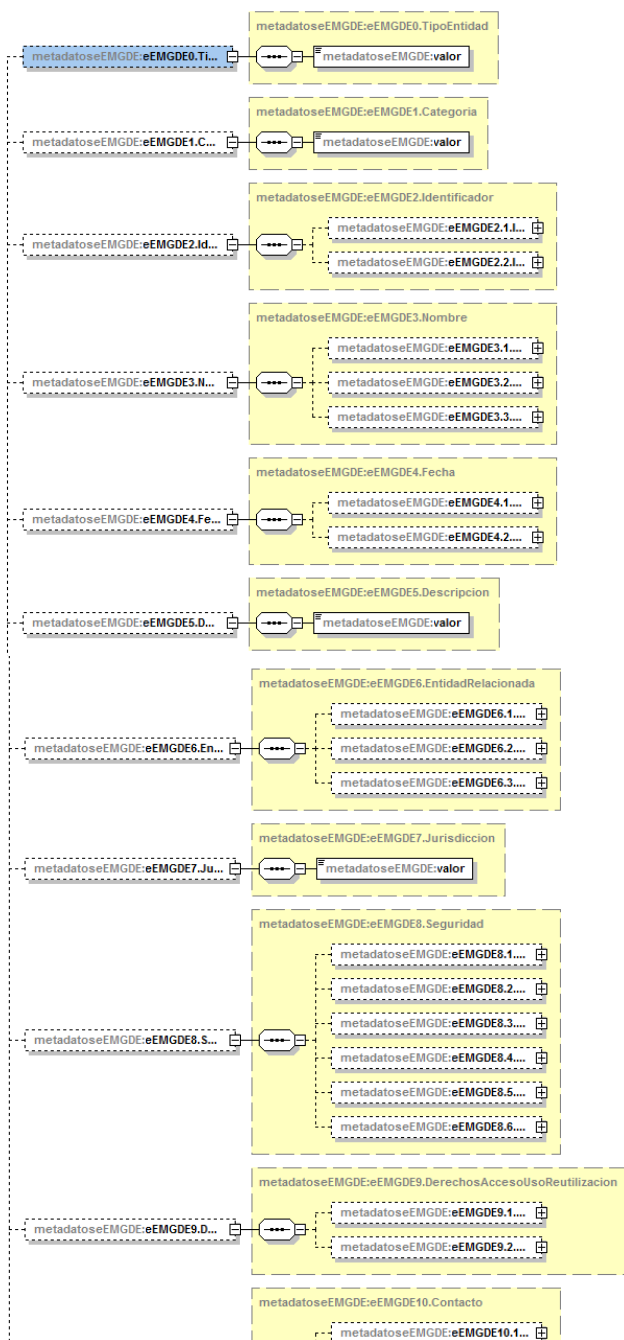 metadatoseEMGDE:eEMGDE0.TipoEntidad
metadatoseEMGDE:eEMGDE0.Ti...
metadatoseEMGDE:valor
metadatoseEMGDE:eEMGDE1.Categoria
metadatoseEMGDE:eEMGDE1.C...
metadatoseEMGDE:valor
metadatoseEMGDE:eEMGDE2.Identificador
metadatoseEMGDE:eEMGDE2.1.I...
metadatoseEMGDE:eEMGDE2.Id...
metadatoseEMGDE:eEMGDE2.2.I...
metadatoseEMGDE:eEMGDE3.Nombre
metadatoseEMGDE:eEMGDE3.1....
metadatoseEMGDE:eEMGDE3.N...
metadatoseEMGDE:eEMGDE3.2....
metadatoseEMGDE:eEMGDE3.3....
metadatoseEMGDE:eEMGDE4.Fecha
metadatoseEMGDE:eEMGDE4.1....
metadatoseEMGDE:eEMGDE4.Fe...
metadatoseEMGDE:eEMGDE4.2....
metadatoseEMGDE:eEMGDE5.Descripcion
metadatoseEMGDE:eEMGDE5.D...
metadatoseEMGDE:valor
metadatoseEMGDE:eEMGDE6.EntidadRelacionada
metadatoseEMGDE:eEMGDE6.1....
metadatoseEMGDE:eEMGDE6.En...
metadatoseEMGDE:eEMGDE6.2....
metadatoseEMGDE:eEMGDE6.3....
metadatoseEMGDE:eEMGDE7.Jurisdiccion
metadatoseEMGDE:eEMGDE7.Ju...
metadatoseEMGDE:valor
metadatoseEMGDE:eEMGDE8.Seguridad
metadatoseEMGDE:eEMGDE8.1....
metadatoseEMGDE:eEMGDE8.2....
metadatoseEMGDE:eEMGDE8.3....
metadatoseEMGDE:eEMGDE8.S...
metadatoseEMGDE:eEMGDE8.4....
metadatoseEMGDE:eEMGDE8.5....
metadatoseEMGDE:eEMGDE8.6....
metadatoseEMGDE:eEMGDE9.DerechosAccesoUsoReutilizacion
metadatoseEMGDE:eEMGDE9.1....
metadatoseEMGDE:eEMGDE9.D...
metadatoseEMGDE:eEMGDE9.2....
metadatoseEMGDE:eEMGDE10.Contacto
metadatoseEMGDE:eEMGDE10.1...